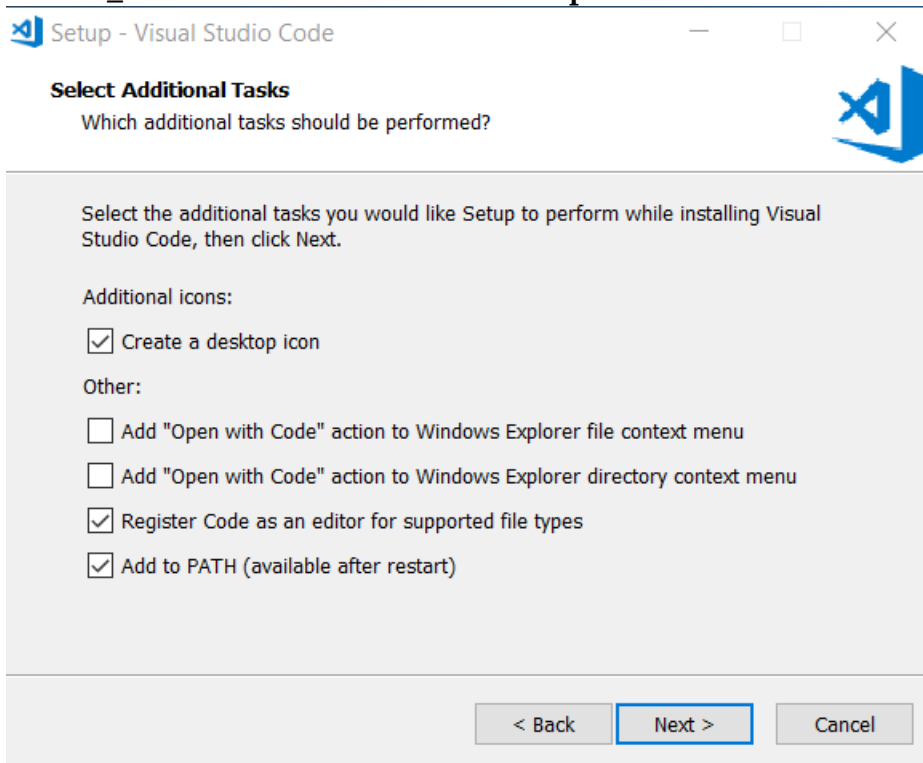 Setup - Visual Studio Code
Select Additional Tasks
Which additional tasks should be performed?
Select the additional tasks you would like Setup to perform while installing Visual
Studio Code, then click Next.
Additional icons:
Create a desktop icon
Other:
Add "Open with Code" action to Windows Explorer file context menu
Add "Open with Code" action to Windows Explorer directory context menu
Register Code as an editor for supported file types
Add to PATH (available after restart)
< Back
Next >
Cancel